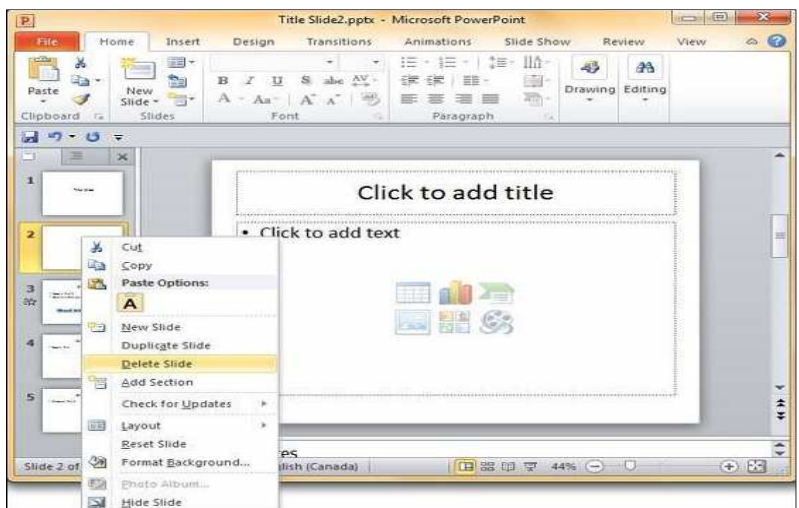 Title Slide2.pptx - Microsoft PowerPoint
File Home Insert Design Transitions Animations Slide Show Review View
Paste
New Slide
B I U S abc AV
A Aa A A
Drawing Editing
Clipboard Slides Font Paragraph
1
2
3
4
5
Click to add title
• Click to add text
Cut
Copy
Paste Options:
A
New Slide
Duplicate Slide
Delete Slide
Add Section
Check for Updates
Layout
Reset Slide
Format Background...
Photo Album...
Hide Slide
Slide 2 of
(Canada)
44%